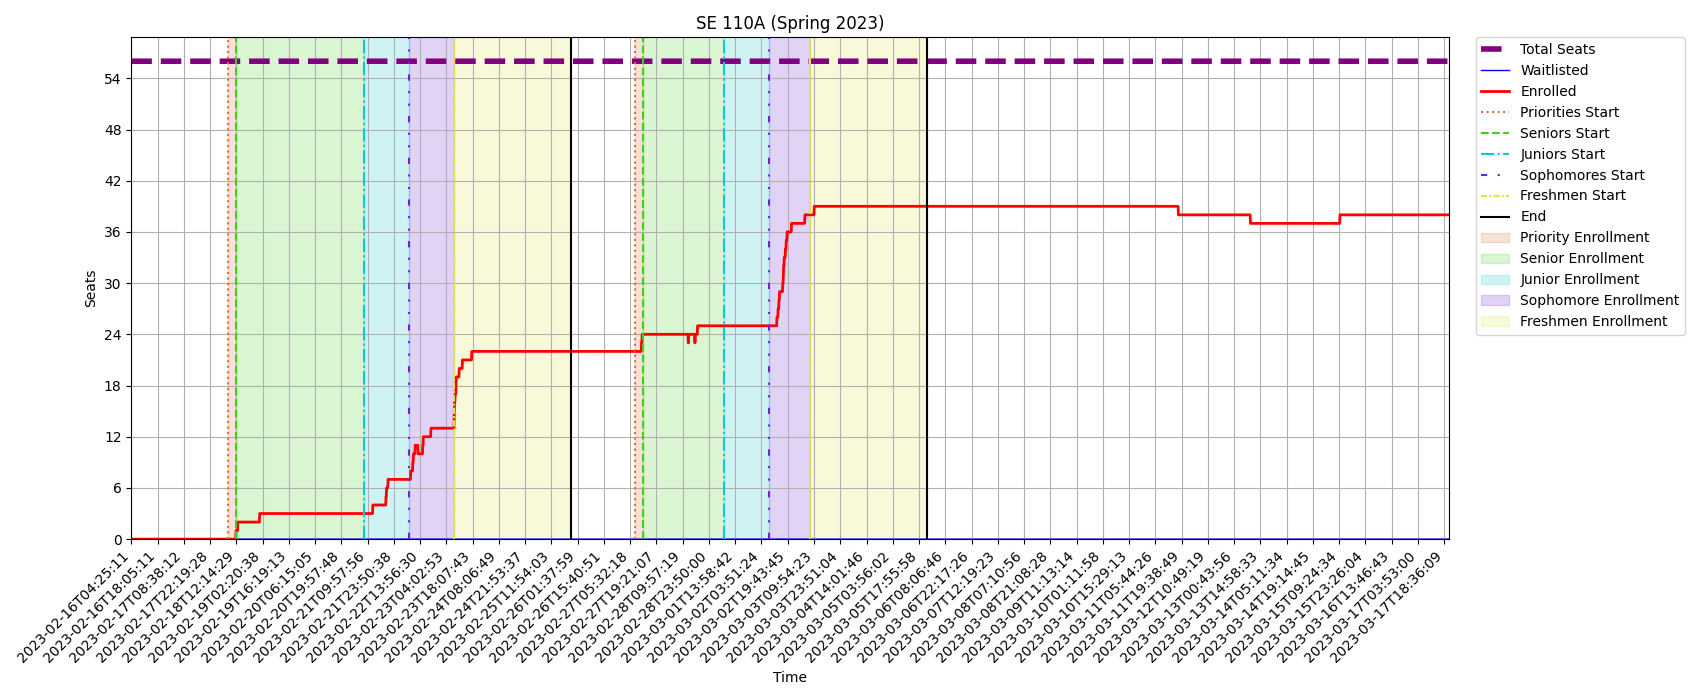 SE 110A (Spring 2023)
54
48
42
36
30
24
18
12
6
0
Seats
2023-02-16T04:25:11
2023-02-16T18:05:11
2023-02-17T08:38:12
2023-02-17T22:19:28
2023-02-18T12:14:29
2023-02-19T02:20:38
2023-02-19T16:19:13
2023-02-20T06:15:05
2023-02-20T19:57:48
2023-02-21T09:57:56
2023-02-21T23:50:38
2023-02-22T13:56:30
2023-02-23T04:02:53
2023-02-23T18:07:43
2023-02-24T08:06:49
2023-02-24T21:53:37
2023-02-25T11:54:03
2023-02-26T01:37:59
2023-02-26T15:40:51
2023-02-27T05:32:18
2023-02-27T19:21:07
2023-02-28T09:57:19
2023-02-28T23:50:00
2023-03-01T13:58:42
2023-03-02T03:51:24
2023-03-02T19:43:45
2023-03-03T09:54:23
2023-03-03T23:51:04
2023-03-04T14:01:46
2023-03-05T03:56:02
2023-03-05T17:55:58
2023-03-06T08:06:46
2023-03-06T22:17:26
2023-03-07T12:19:23
2023-03-08T07:10:56
2023-03-08T21:08:28
2023-03-09T11:13:14
2023-03-10T01:11:58
2023-03-10T15:29:13
2023-03-11T05:44:26
2023-03-11T19:38:49
2023-03-12T10:49:19
2023-03-13T00:43:56
2023-03-13T14:58:33
2023-03-14T05:11:34
2023-03-14T19:14:45
2023-03-15T09:24:34
2023-03-15T23:26:04
2023-03-16T13:46:43
2023-03-17T03:53:00
2023-03-17T18:36:09
Time
Total Seats
Waitlisted
Enrolled
Priorities Start
Seniors Start
Juniors Start
Sophomores Start
Freshmen Start
End
Priority Enrollment
Senior Enrollment
Junior Enrollment
Sophomore Enrollment
Freshmen Enrollment